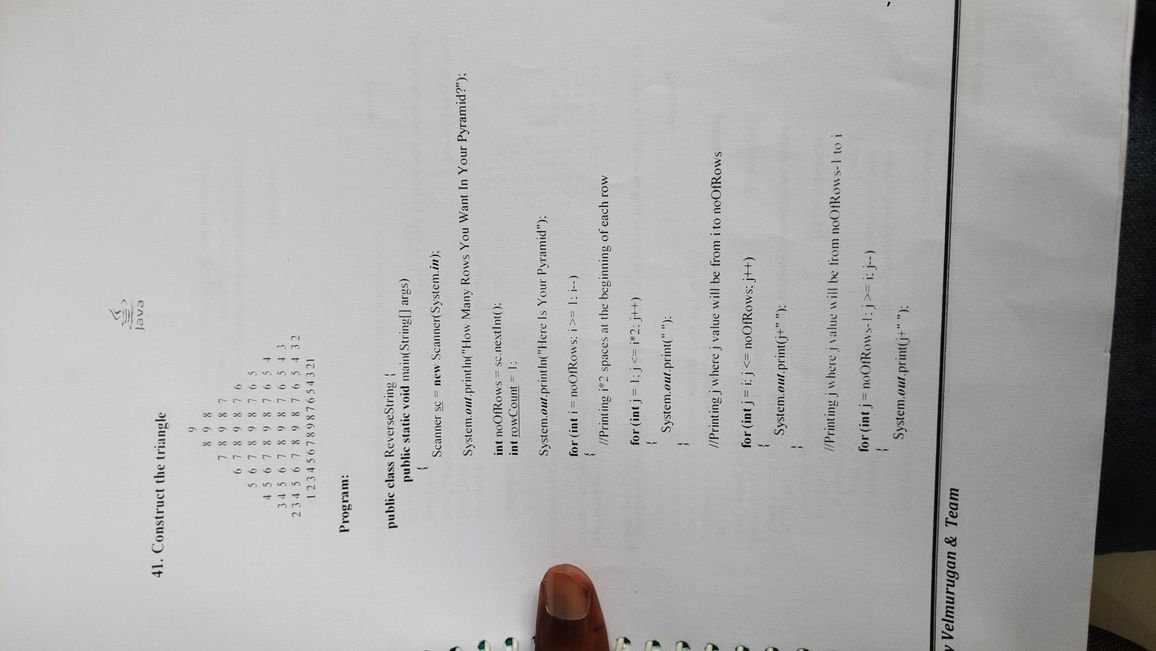 Java
41. Construct the triangle
9
8 9 8
7 8 9 8 7
6 7 8 9 8 7 6
5 6 7 8 9 8 7 6 5
4 5 6 7 8 9 8 7 6 5 4
3 4 5 6 7 8 9 8 7 6 5 4 3
2 3 4 5 6 7 8 9 8 7 6 5 4 3 2
1 2 3 4 5 6 7 8 9 8 7 6 5 4 3 2 1
Program:
public class ReverseString {
public static void main(String[] args)
{
Scanner sc = new Scanner(System.in);
System.out.println("How Many Rows You Want In Your Pyramid?");
int noOfRows = sc.nextInt();
int rowCount = 1;
System.out.println("Here Is Your Pyramid");
for (int i = noOfRows; i >= 1; i--)
{
//Printing i*2 spaces at the beginning of each row
for (int j = 1; j <= i*2; j++)
{
System.out.print(" ");
}
//Printing j where j value will be from i to noOfRows
for (int j = i; j <= noOfRows; j++)
{
System.out.print(j+" ");
}
//Printing j where j value will be from noOfRows-1 to i
for (int j = noOfRows-1; j >= i; j--)
{
System.out.print(j+" ");
Velmurugan & Team